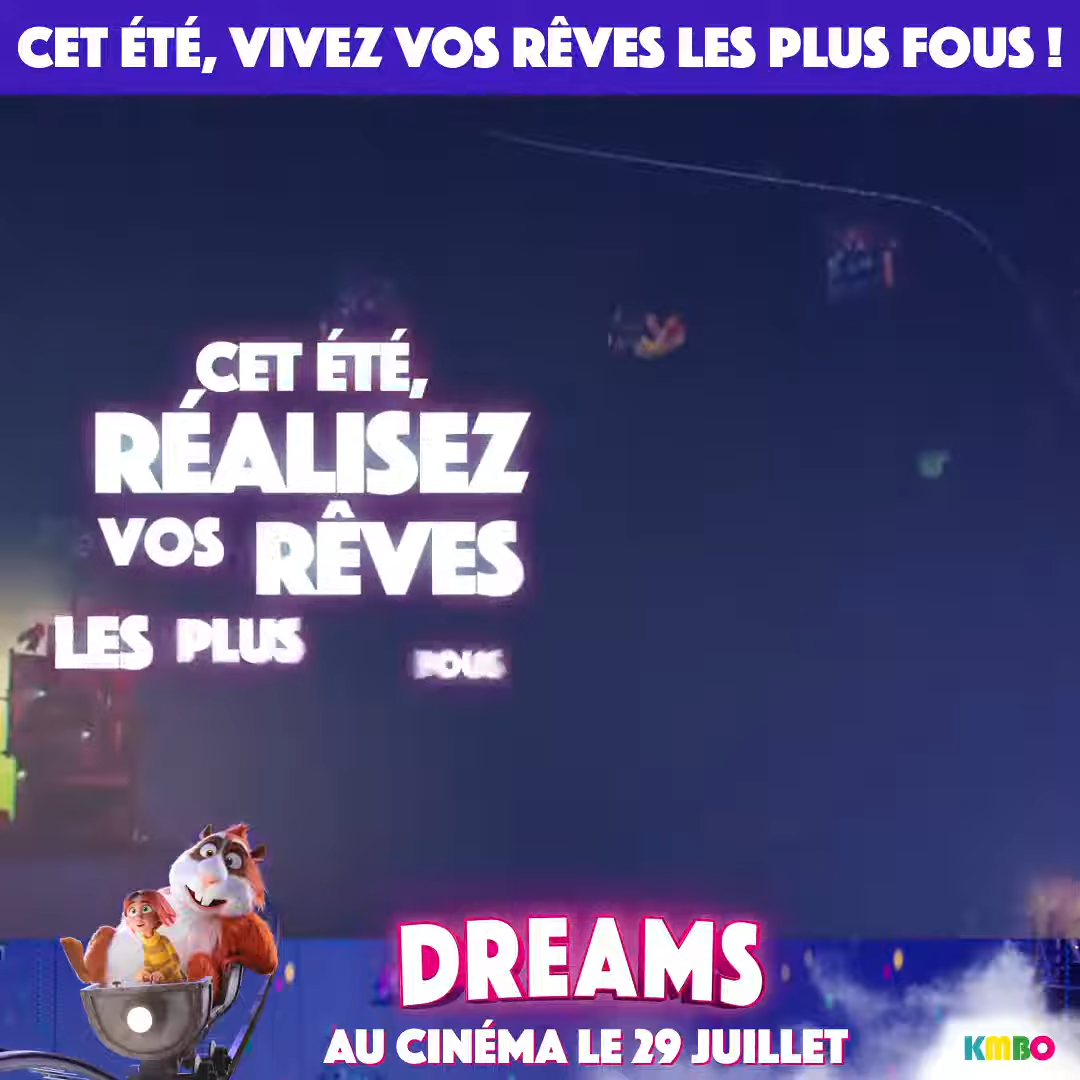 CET ÉTÉ, VIVEZ VOS RÊVES LES PLUS FOUS !
CET ÉTÉ,
RÉALISEZ
VOS RÊVES
LES PLUS FOUS
DREAMS
AU CINÉMA LE 29 JUILLET
KMBO